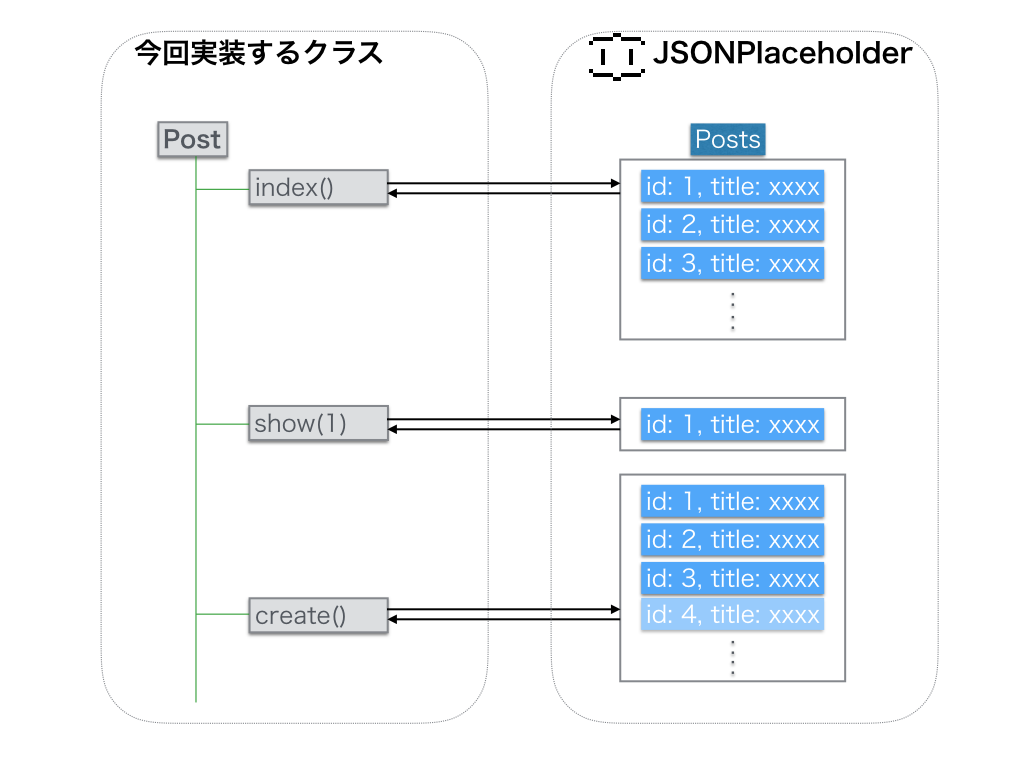 今回実装するクラス
JSONPlaceholder
Post
Posts
index()
id: 1, title: xxxx
id: 2, title: xxxx
id: 3, title: xxxx
show(1)
id: 1, title: xxxx
id: 1, title: xxxx
id: 2, title: xxxx
id: 3, title: xxxx
create()
id: 4, title: xxxx